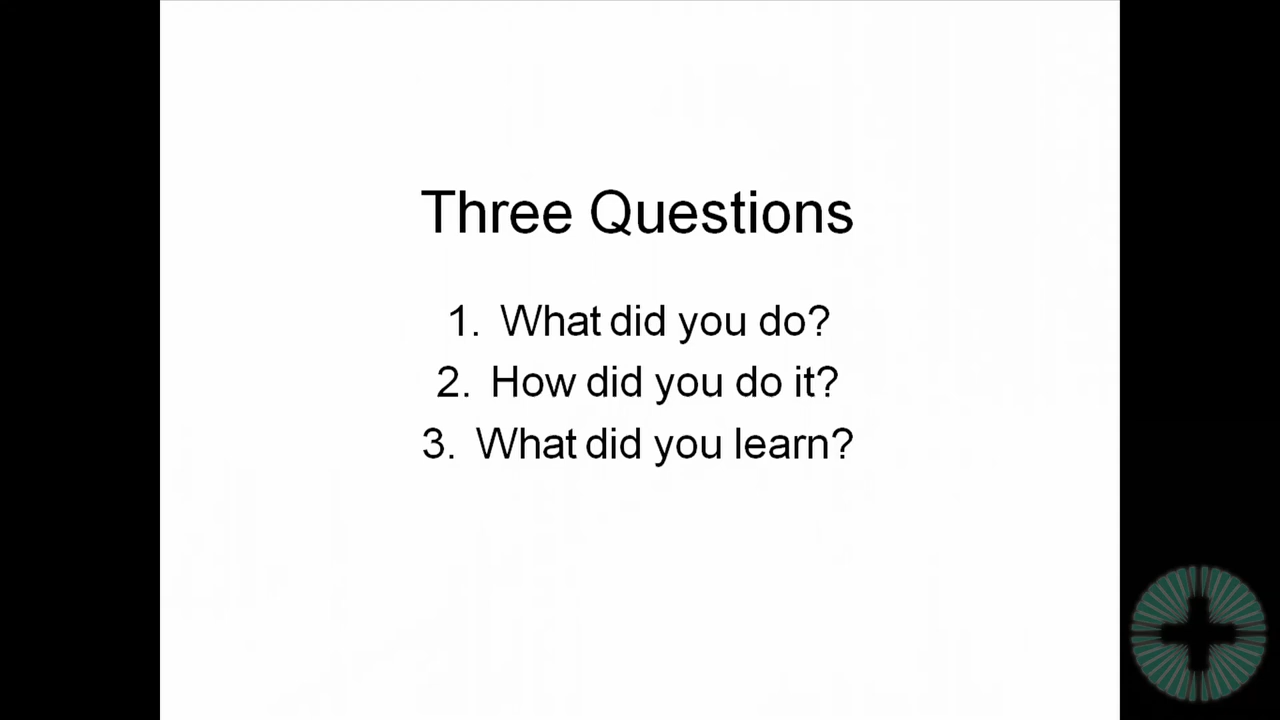 Three Questions
1. What did you do?
2. How did you do it?
3. What did you learn?